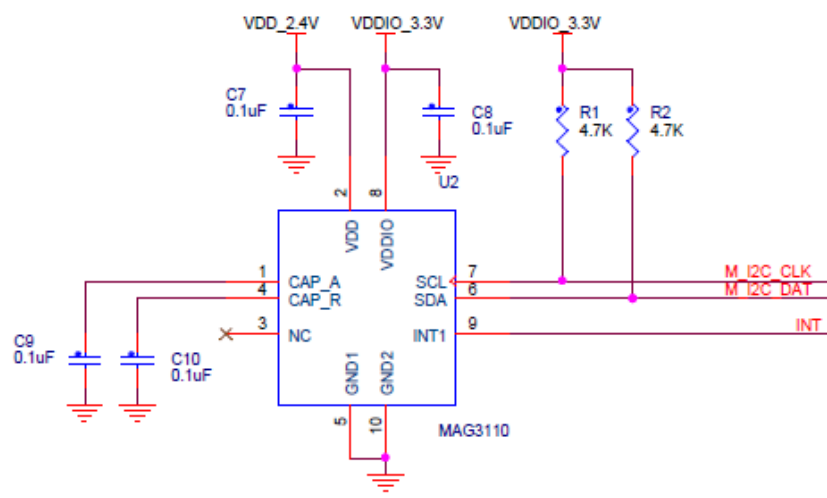 VDD_2.4V
VDDIO_3.3V
VDDIO_3.3V
C7
0.1uF
C8
0.1uF
R1
4.7K
R2
4.7K
U2
2
8
VDD
VDDIO
1
CAP_A
4
CAP_R
3
NC
SCL
7
M_I2C_CLK
SDA
6
M_I2C_DAT
INT1
9
INT
C9
0.1uF
C10
0.1uF
GND1
GND2
5
10
MAG3110